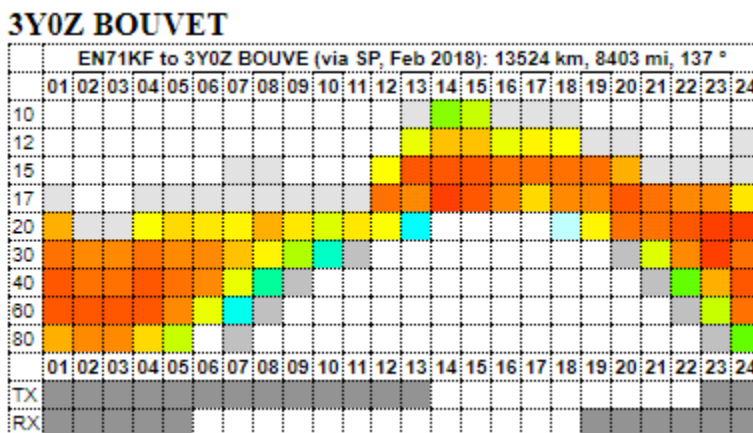 3Y0Z BOUVET
EN71KF to 3Y0Z BOUVE (via SP, Feb 2018): 13524 km, 8403 mi, 137 °
01 02 03 04 05 06 07 08 09 10 11 12 13 14 15 16 17 18 19 20 21 22 23 24
10
12
15
17
20
30
40
60
80
01 02 03 04 05 06 07 08 09 10 11 12 13 14 15 16 17 18 19 20 21 22 23 24
TX
RX